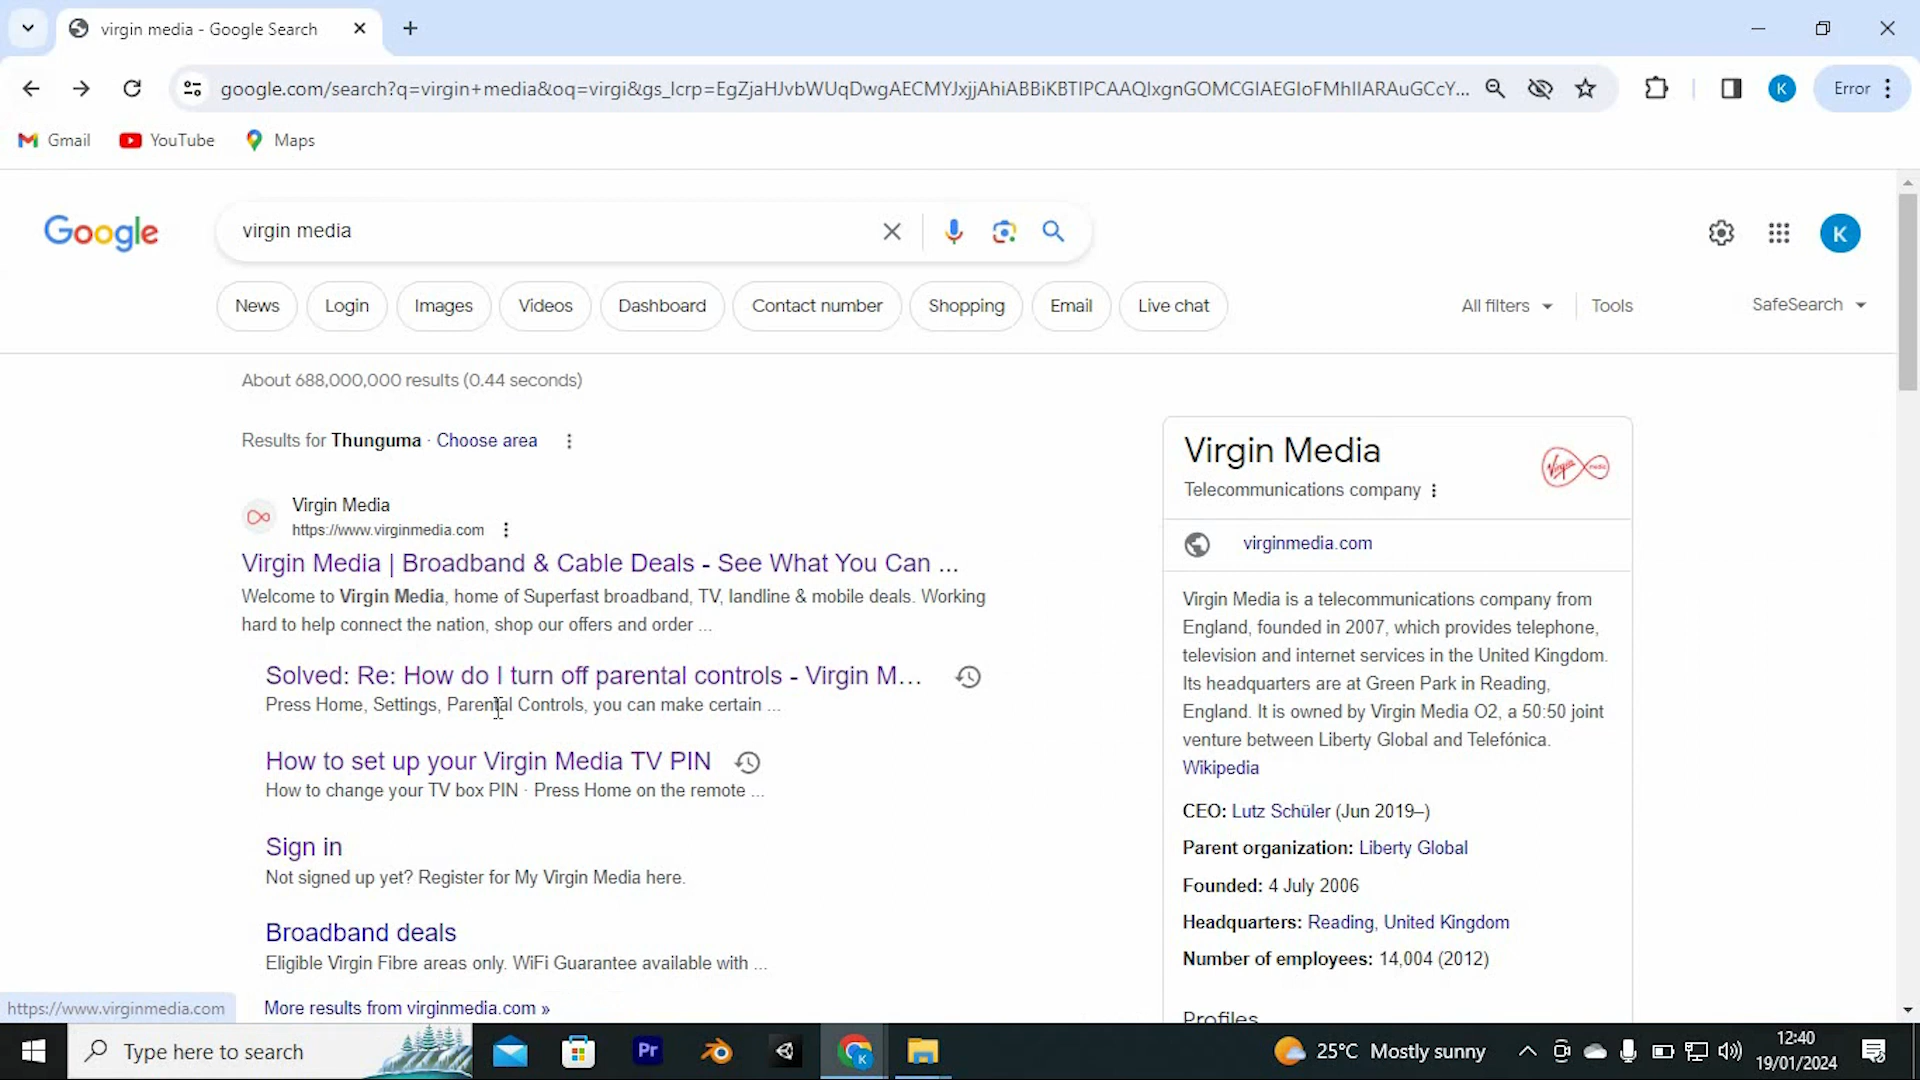 virgin media - Google Search
google.com/search?q=virgin+media&oq=virgi&gs_lcrp=EgZjaHJvbWUqDwgAECMYJxjjAhiABBiKBTIPCAAQIxgnGOMCGIAEGIoFMhIIARAuGCcY...
Error
Gmail YouTube Maps
Google
virgin media
K
News Login Images Videos Dashboard Contact number Shopping Email Live chat All filters Tools SafeSearch
About 688,000,000 results (0.44 seconds)
Results for Thunguma · Choose area
Virgin Media
https://www.virginmedia.com
Virgin Media | Broadband & Cable Deals - See What You Can ...
Welcome to Virgin Media, home of Superfast broadband, TV, landline & mobile deals. Working
hard to help connect the nation, shop our offers and order ...
Solved: Re: How do I turn off parental controls - Virgin M...
Press Home, Settings, Parental Controls, you can make certain ...
How to set up your Virgin Media TV PIN
How to change your TV box PIN · Press Home on the remote ...
Sign in
Not signed up yet? Register for My Virgin Media here.
Broadband deals
Eligible Virgin Fibre areas only. WiFi Guarantee available with ...
More results from virginmedia.com »
Virgin Media
Telecommunications company
Virgin media
virginmedia.com
Virgin Media is a telecommunications company from
England, founded in 2007, which provides telephone,
television and internet services in the United Kingdom.
Its headquarters are at Green Park in Reading,
England. It is owned by Virgin Media O2, a 50:50 joint
venture between Liberty Global and Telefónica.
Wikipedia
CEO: Lutz Schüler (Jun 2019–)
Parent organization: Liberty Global
Founded: 4 July 2006
Headquarters: Reading, United Kingdom
Number of employees: 14,004 (2012)
Profiles
https://www.virginmedia.com
Type here to search
Pr
K
25°C Mostly sunny
12:40
19/01/2024